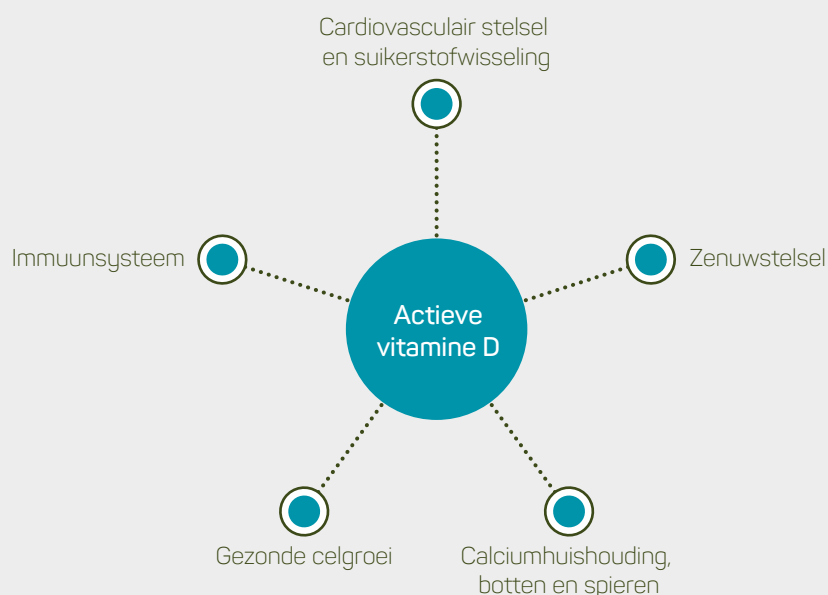 Cardiovasculair stelsel
en suikerstofwisseling
Immuunsysteem
Zenuwstelsel
Actieve
vitamine D
Gezonde celgroei
Calciumhuishouding,
botten en spieren